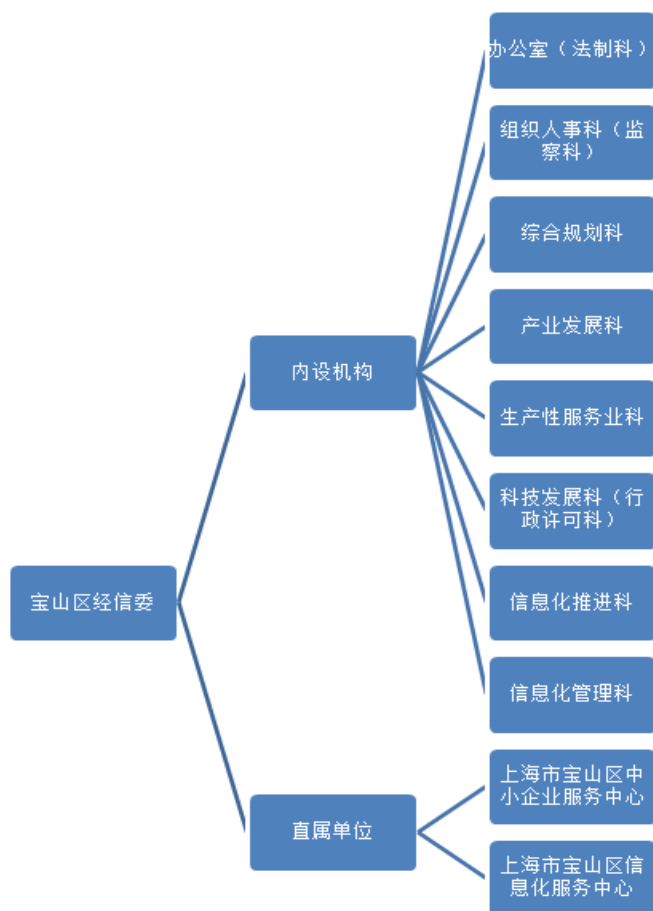 办公室（法制科）
组织人事科（监
察科）
综合规划科
产业发展科
内设机构
生产性服务业科
科技发展科（行
政许可科）
宝山区经信委
信息化推进科
信息化管理科
上海市宝山区中
小企业服务中心
直属单位
上海市宝山区信
息化服务中心